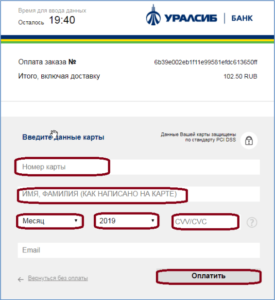 Время для ввода данных
Осталось 19:40
УРАЛСИБ | БАНК
Оплата заказа №
6b39e002eb1f11e99561efdc613650ff
Итого, включая доставку
102.50 RUB
Введите данные карты
Данные Вашей карты защищены
по стандарту PCI DSS
Номер карты
ИМЯ, ФАМИЛИЯ (КАК НАПИСАНО НА КАРТЕ)
Месяц
2019
CVV/CVC
?
Email
← Вернуться без оплаты
Оплатить